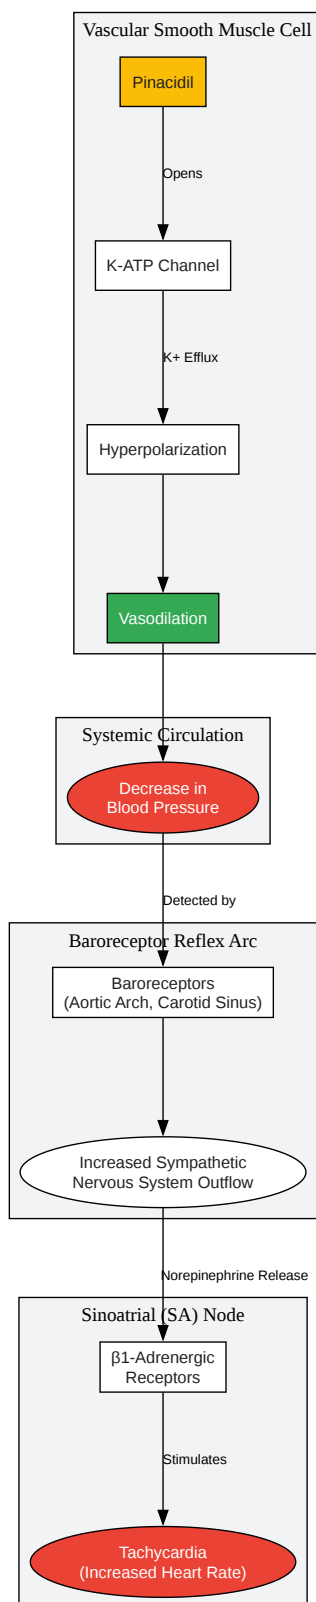 Vascular Smooth Muscle Cell
Pinacidil
Opens
K-ATP Channel
K+ Efflux
Hyperpolarization
Vasodilation
Systemic Circulation
Decrease in
Blood Pressure
Detected by
Baroreceptor Reflex Arc
Baroreceptors
(Aortic Arch, Carotid Sinus)
Increased Sympathetic
Nervous System Outflow
Norepinephrine Release
Sinoatrial (SA) Node
β1-Adrenergic
Receptors
Stimulates
Tachycardia
(Increased Heart Rate)